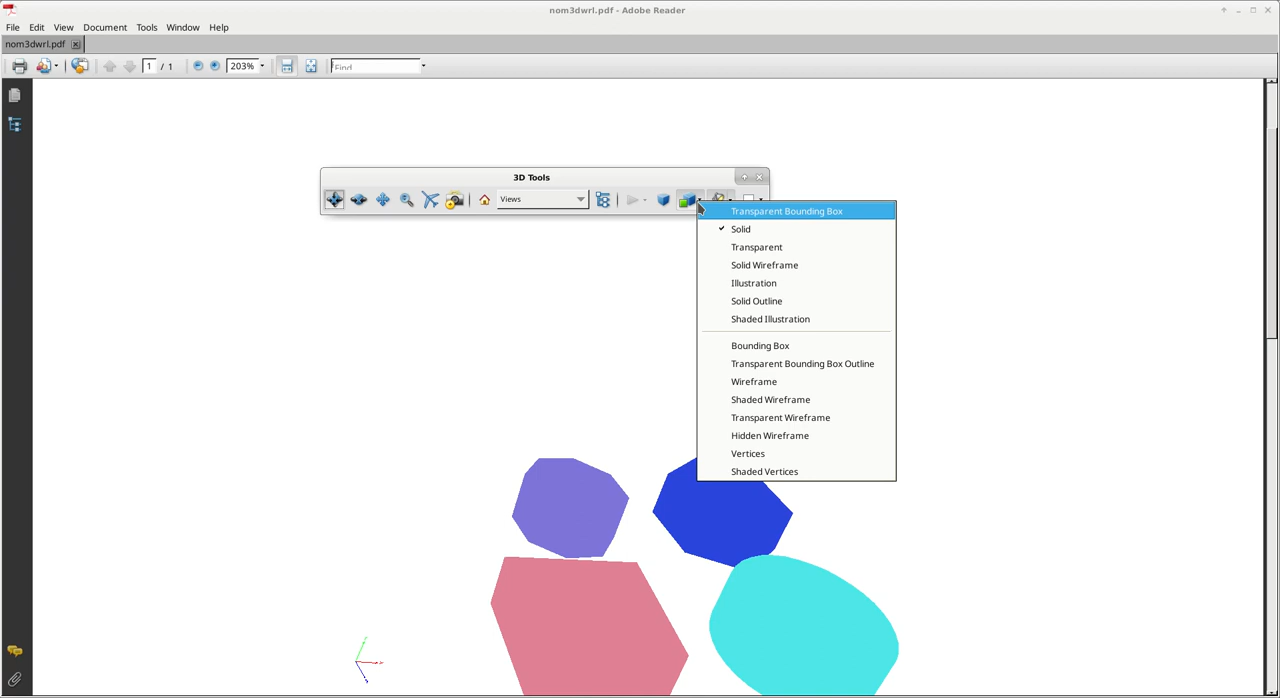 nom3dwrl.pdf - Adobe Reader
File Edit View Document Tools Window Help
nom3dwrl.pdf
1 / 1 203% Find
3D Tools
Views
Transparent Bounding Box
Solid
Transparent
Solid Wireframe
Illustration
Solid Outline
Shaded Illustration
Bounding Box
Transparent Bounding Box Outline
Wireframe
Shaded Wireframe
Transparent Wireframe
Hidden Wireframe
Vertices
Shaded Vertices